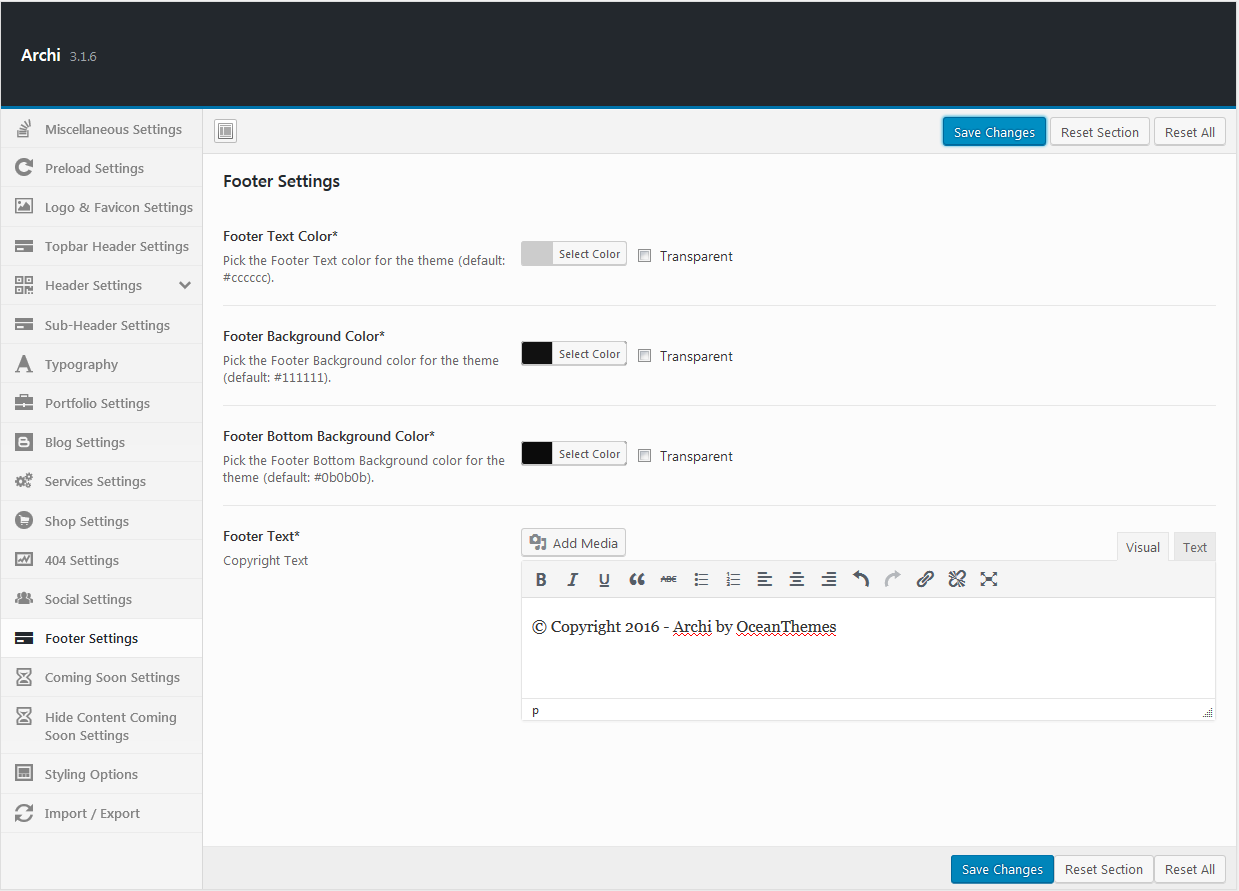 Archi 3.1.6
Miscellaneous Settings
Preload Settings
Logo & Favicon Settings
Topbar Header Settings
Header Settings
Sub-Header Settings
Typography
Portfolio Settings
Blog Settings
Services Settings
Shop Settings
404 Settings
Social Settings
Footer Settings
Coming Soon Settings
Hide Content Coming
Soon Settings
Styling Options
Import / Export
Save Changes Reset Section Reset All
Footer Settings
Footer Text Color*
Pick the Footer Text color for the theme (default:
#cccccc).
Select Color Transparent
Footer Background Color*
Pick the Footer Background color for the theme
(default: #111111).
Select Color Transparent
Footer Bottom Background Color*
Pick the Footer Bottom Background color for the
theme (default: #0b0b0b).
Select Color Transparent
Footer Text*
Copyright Text
Add Media
Visual Text
B I U ABC
© Copyright 2016 - Archi by OceanThemes
p
Save Changes Reset Section Reset All